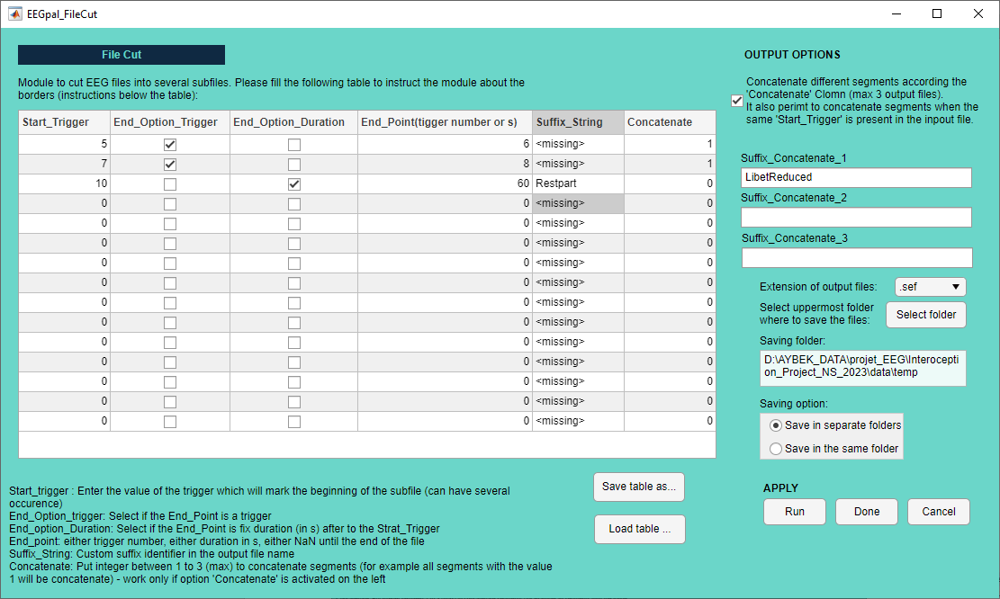 EEGpal_FileCut
File Cut
Module to cut EEG files into several subfiles. Please fill the following table to instruct the module about the
borders (instructions below the table):
Start_Trigger End_Option_Trigger End_Option_Duration End_Point(tigger number or s) Suffix_String Concatenate
5 6 <missing> 1
7 8 <missing> 1
10 60 Restpart 0
0 0 <missing> 0
0 0 <missing> 0
0 0 <missing> 0
0 0 <missing> 0
0 0 <missing> 0
0 0 <missing> 0
0 0 <missing> 0
0 0 <missing> 0
0 0 <missing> 0
0 0 <missing> 0
0 0 <missing> 0
0 0 <missing> 0
Start_trigger : Enter the value of the trigger which will mark the beginning of the subfile (can have several
occurence)
End_Option_trigger: Select if the End_Point is a trigger
End_option_Duration: Select if the End_Point is fix duration (in s) after to the Strat_Trigger
End_point: either trigger number, either duration in s, either NaN until the end of the file
Suffix_String: Custom suffix identifier in the output file name
Concatenate: Put integer between 1 to 3 (max) to concatenate segments (for example all segments with the value
1 will be concatenate) - work only if option 'Concatenate' is activated on the left
Save table as...
Load table ...
OUTPUT OPTIONS
Concatenate different segments according the
'Concatenate' Clomn (max 3 output files).
It also perimt to concatenate segments when the
same 'Start_Trigger' is present in the inpout file.
Suffix_Concatenate_1
LibetReduced
Suffix_Concatenate_2
Suffix_Concatenate_3
Extension of output files: .sef
Select uppermost folder
where to save the files:
Select folder
Saving folder:
D:\AYBEK_DATA\projet_EEG\Interocepti
on_Project_NS_2023\data\temp
Saving option:
Save in separate folders
Save in the same folder
APPLY
Run Done Cancel